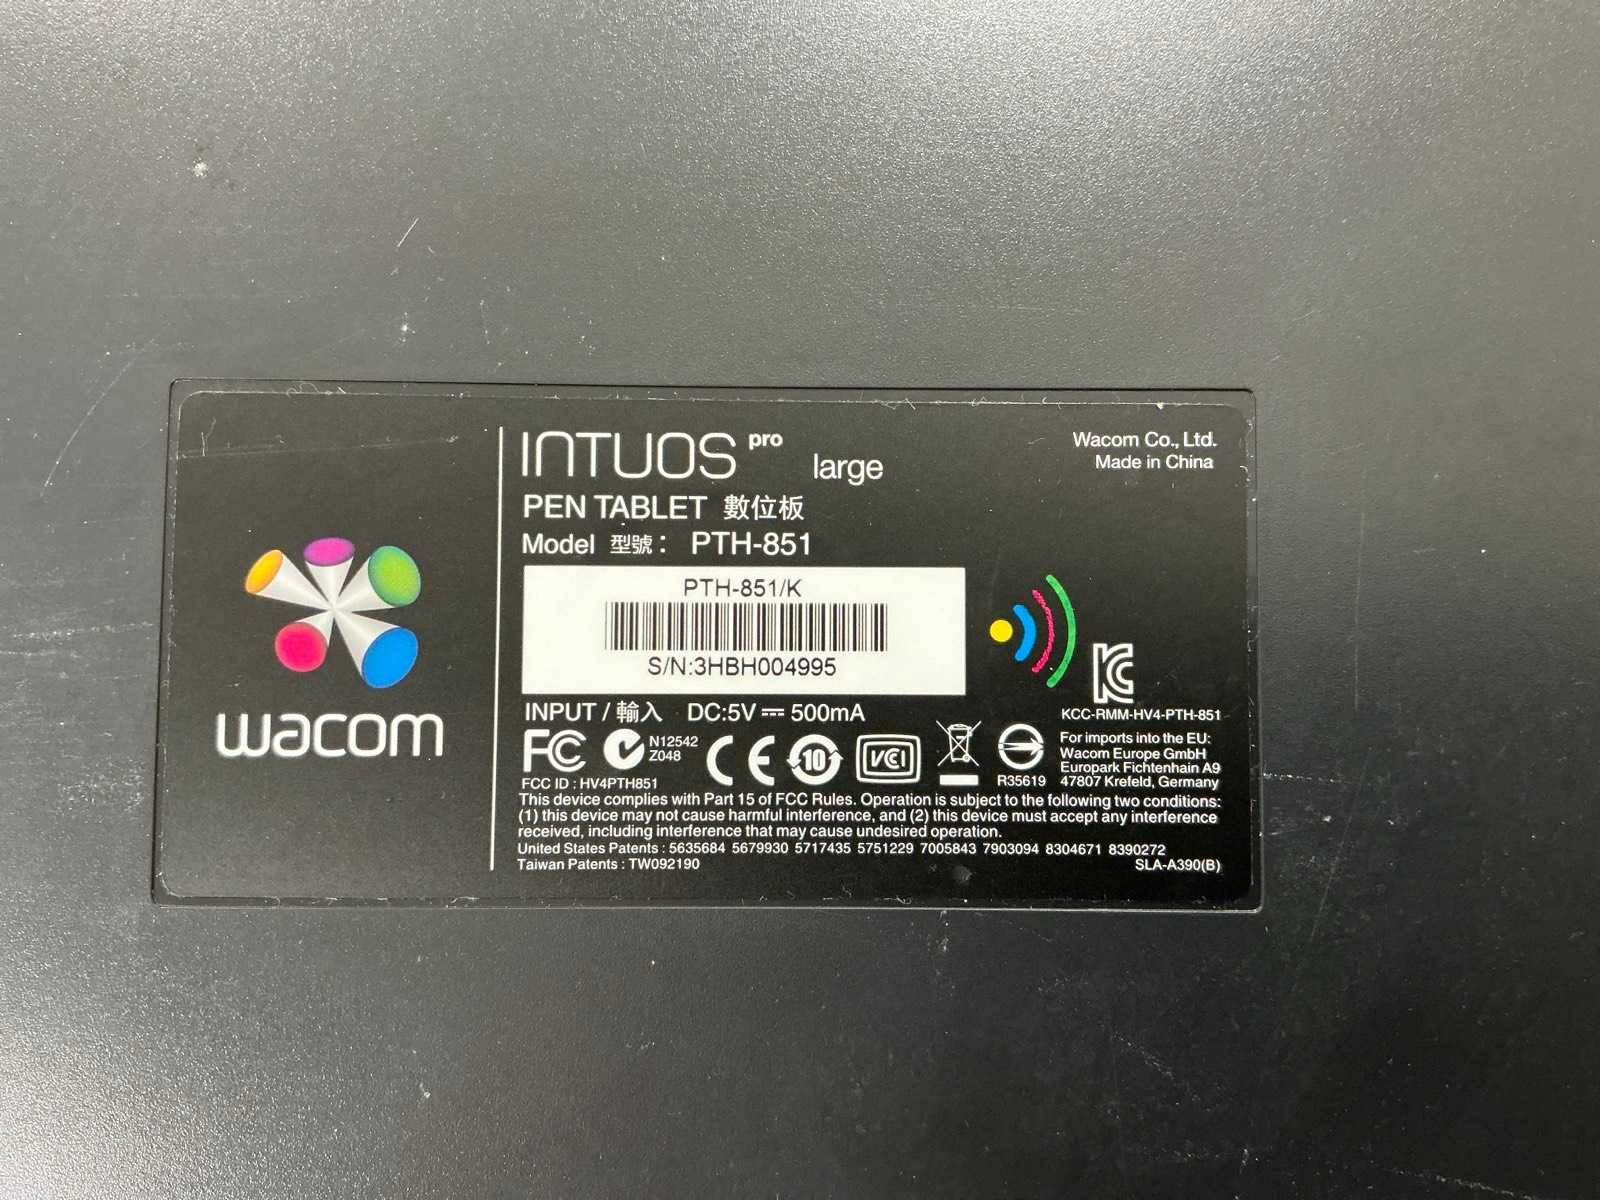 wacom
INTUOS pro large
PEN TABLET 數位板
Model 型號： PTH-851
Wacom Co., Ltd.
Made in China
PTH-851/K
S/N:3HBH004995
INPUT / 輸入 DC:5V 500mA
FC N12542 Z048 CE 10 VCI
FCC ID : HV4PTH851
R35619
KC
KCC-RMM-HV4-PTH-851
For imports into the EU:
Wacom Europe GmbH
Europark Fichtenhain A9
47807 Krefeld, Germany
This device complies with Part 15 of FCC Rules. Operation is subject to the following two conditions:
(1) this device may not cause harmful interference, and (2) this device must accept any interference
received, including interference that may cause undesired operation.
United States Patents : 5635684 5679930 5717435 5751229 7005843 7903094 8304671 8390272
Taiwan Patents : TW092190
SLA-A390(B)